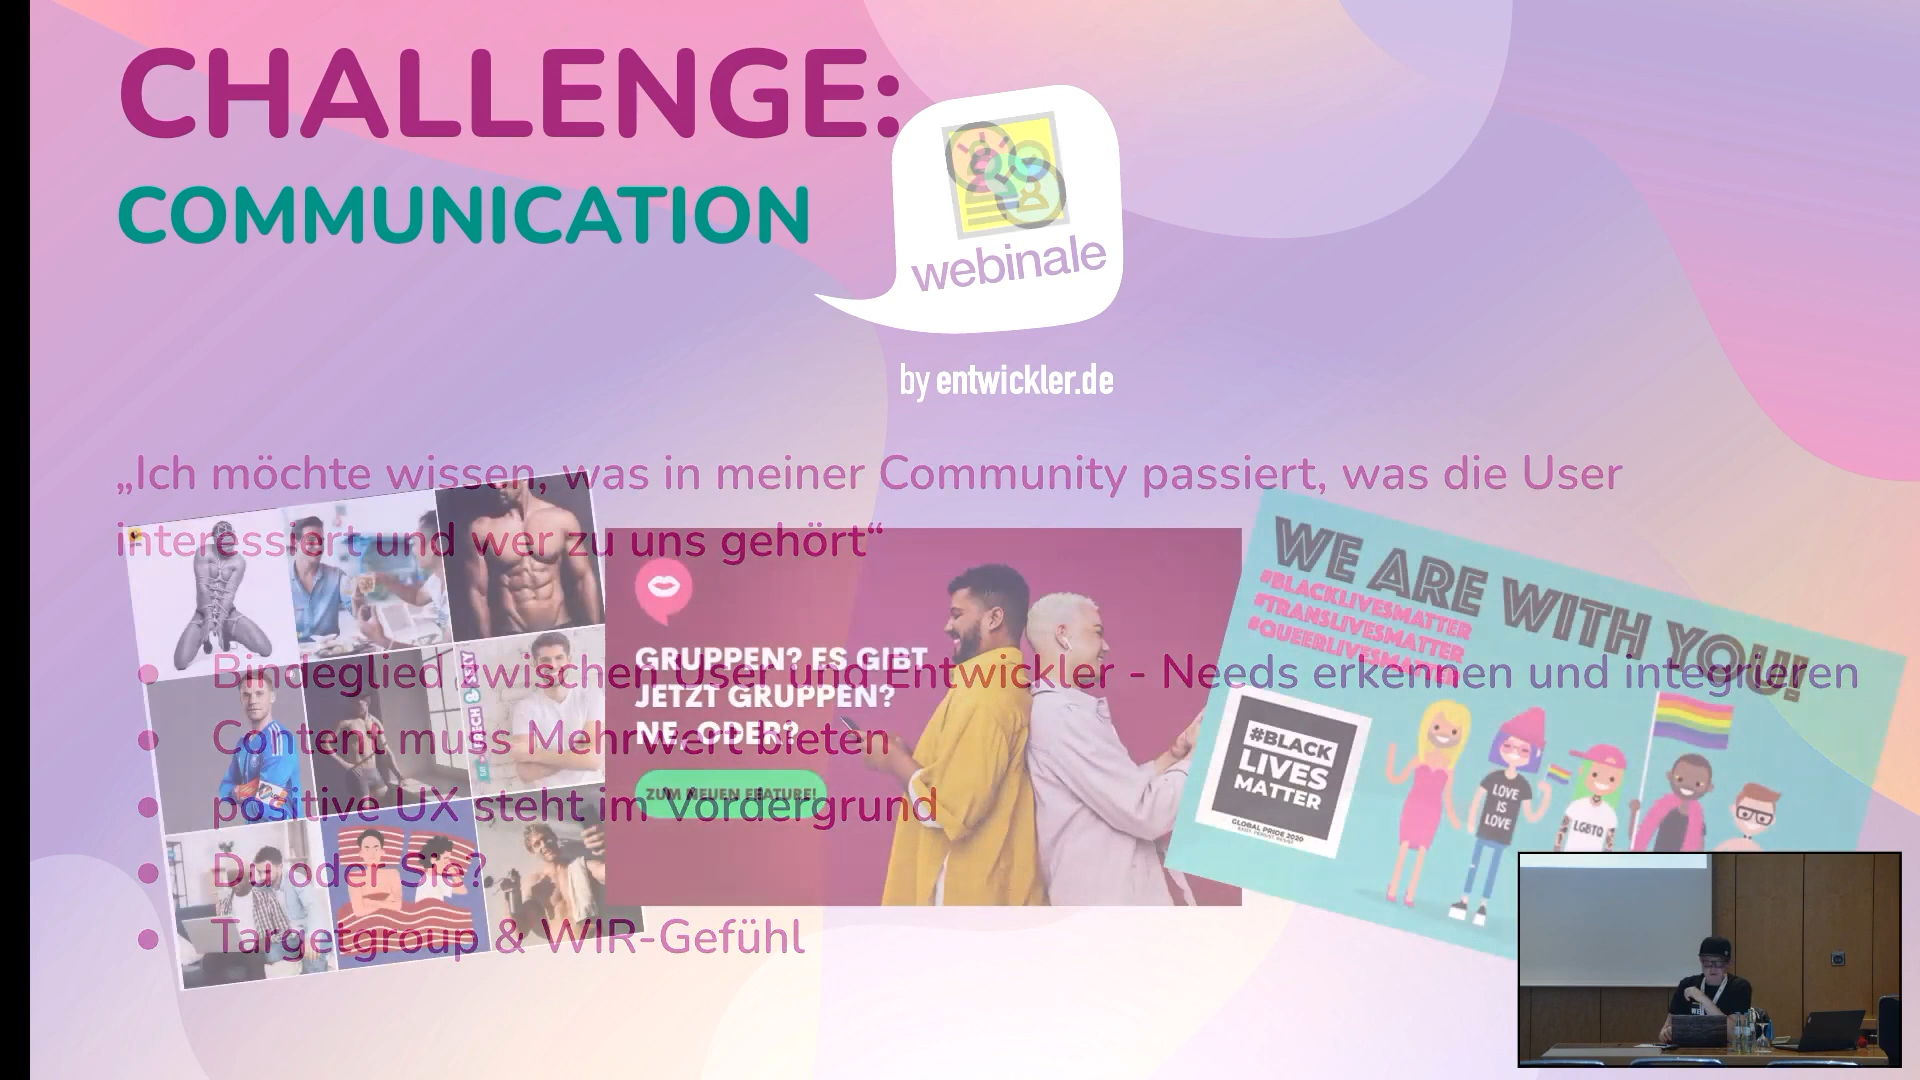 CHALLENGE:
COMMUNICATION
webinale
by entwickler.de
„Ich möchte wissen, was in meiner Community passiert, was die User
interessiert und wer zu uns gehört“
● Bindeglied zwischen User und Entwickler - Needs erkennen und integrieren
● Content muss Mehrwert bieten
● positive UX steht im Vordergrund
● Du oder Sie?
● Targetgroup & WIR-Gefühl
GRUPPEN? ES GIBT
JETZT GRUPPEN?
NE, ODER?
ZUM NEUEN FEATURE!
WE ARE WITH YOU!
#BLACKLIVESMATTER
#TRANSLIVESMATTER
#QUEERLIVESMATTER
#BLACK
LIVES
MATTER
GLOBAL PRIDE 2020
LOVE
IS
LOVE
LGBTQ